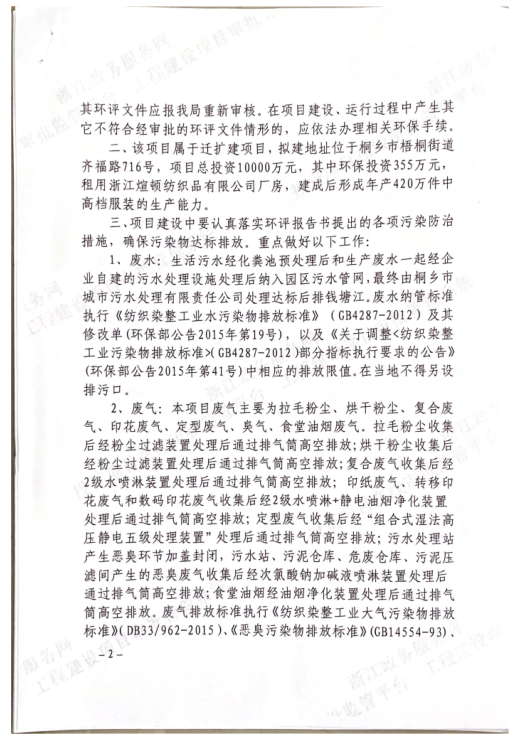 其环评文件应报我局重新审核。在项目建设、运行过程中产生其
它不符合经审批的环评文件情形的，应依法办理相关环保手续。
二、该项目属于迁扩建项目，拟建地址位于桐乡市梧桐街道
齐福路716号，项目总投资10000万元，其中环保投资355万元，
租用浙江煊顿纺织品有限公司厂房，建成后形成年产420万件中
高档服装的生产能力。
三、项目建设中要认真落实环评报告书提出的各项污染防治
措施，确保污染物达标排放。重点做好以下工作：
1、废水：生活污水经化粪池预处理后和生产废水一起经企
业自建的污水处理设施处理后纳入园区污水管网，最终由桐乡市
城市污水处理有限责任公司处理达标后排钱塘江。废水纳管标准
执行《纺织染整工业水污染物排放标准》（GB4287-2012）及其
修改单(环保部公告2015年第19号)，以及《关于调整<纺织染整
工业污染物排放标准>(GB4287-2012)部分指标执行要求的公告》
(环保部公告2015年第41号)中相应的排放限值。在当地不得另设
排污口。
2、废气：本项目废气主要为拉毛粉尘、烘干粉尘、复合废
气、印花废气、定型废气、臭气、食堂油烟废气。拉毛粉尘收集
后经粉尘过滤装置处理后通过排气筒高空排放；烘干粉尘收集后
经粉尘过滤装置处理后通过排气筒高空排放；复合废气收集后经
2级水喷淋装置处理后通过排气筒高空排放；印纸废气、转移印
花废气和数码印花废气收集后经2级水喷淋+静电油烟净化装置
处理后通过排气筒高空排放；定型废气收集后经“组合式湿法高
压静电五级处理装置”处理后通过排气筒高空排放；污水处理站
产生恶臭环节加盖封闭，污水站、污泥仓库、危废仓库、污泥压
滤间产生的恶臭废气收集后经次氯酸钠加碱液喷淋装置处理后
通过排气筒高空排放；食堂油烟经油烟净化装置处理后通过排气
筒高空排放。废气排放标准执行《纺织染整工业大气污染物排放
标准》(DB33/962-2015)、《恶臭污染物排放标准》(GB14554-93)、
-2-
浙江政务服务网
工程建设项目审批监管平台